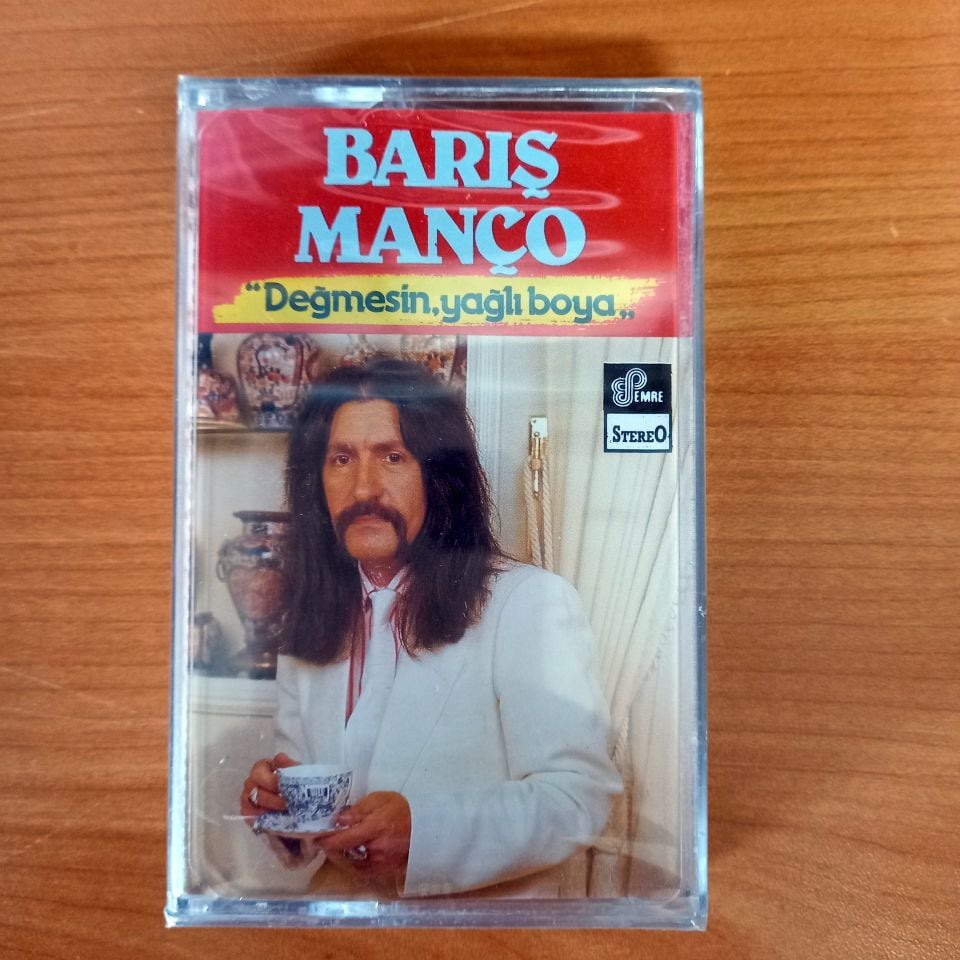 BARIŞ
MANÇO
“Değmesin, yağlı boya„
EMRE
STEREO